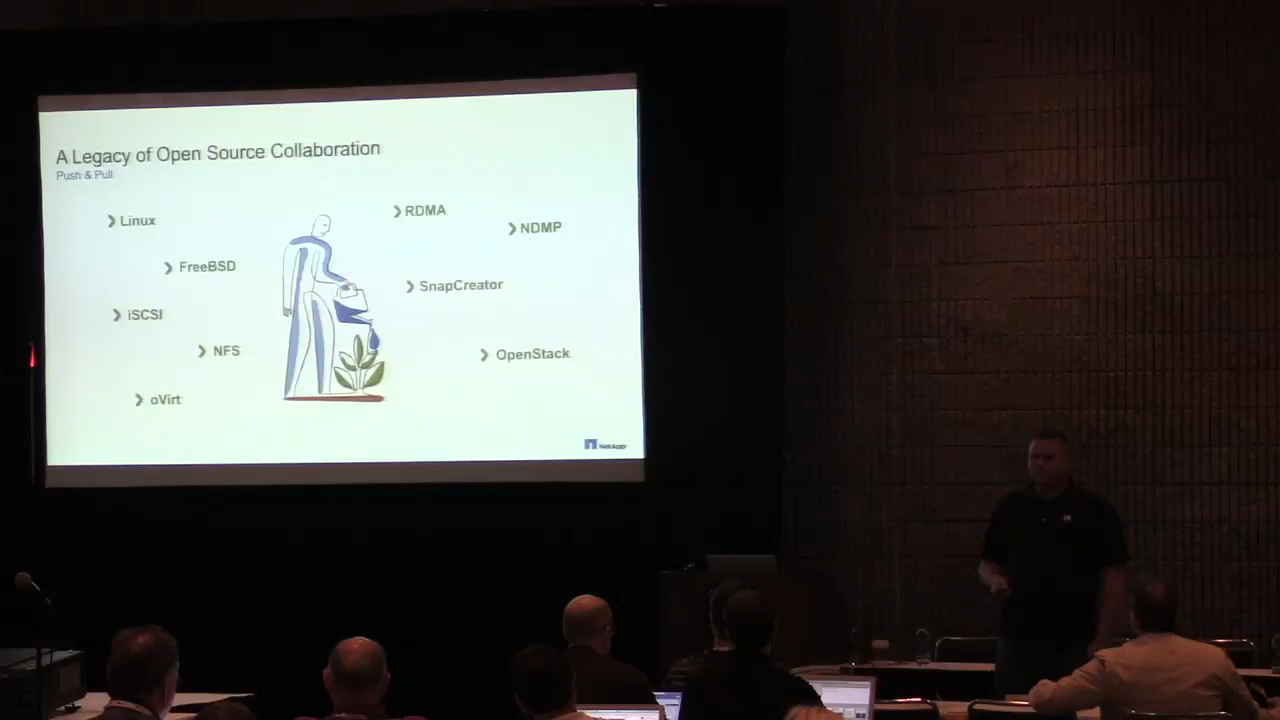 A Legacy of Open Source Collaboration
Push & Pull
❯ Linux
❯ FreeBSD
❯ iSCSI
❯ NFS
❯ oVirt
❯ RDMA
❯ NDMP
❯ SnapCreator
❯ OpenStack
NetApp